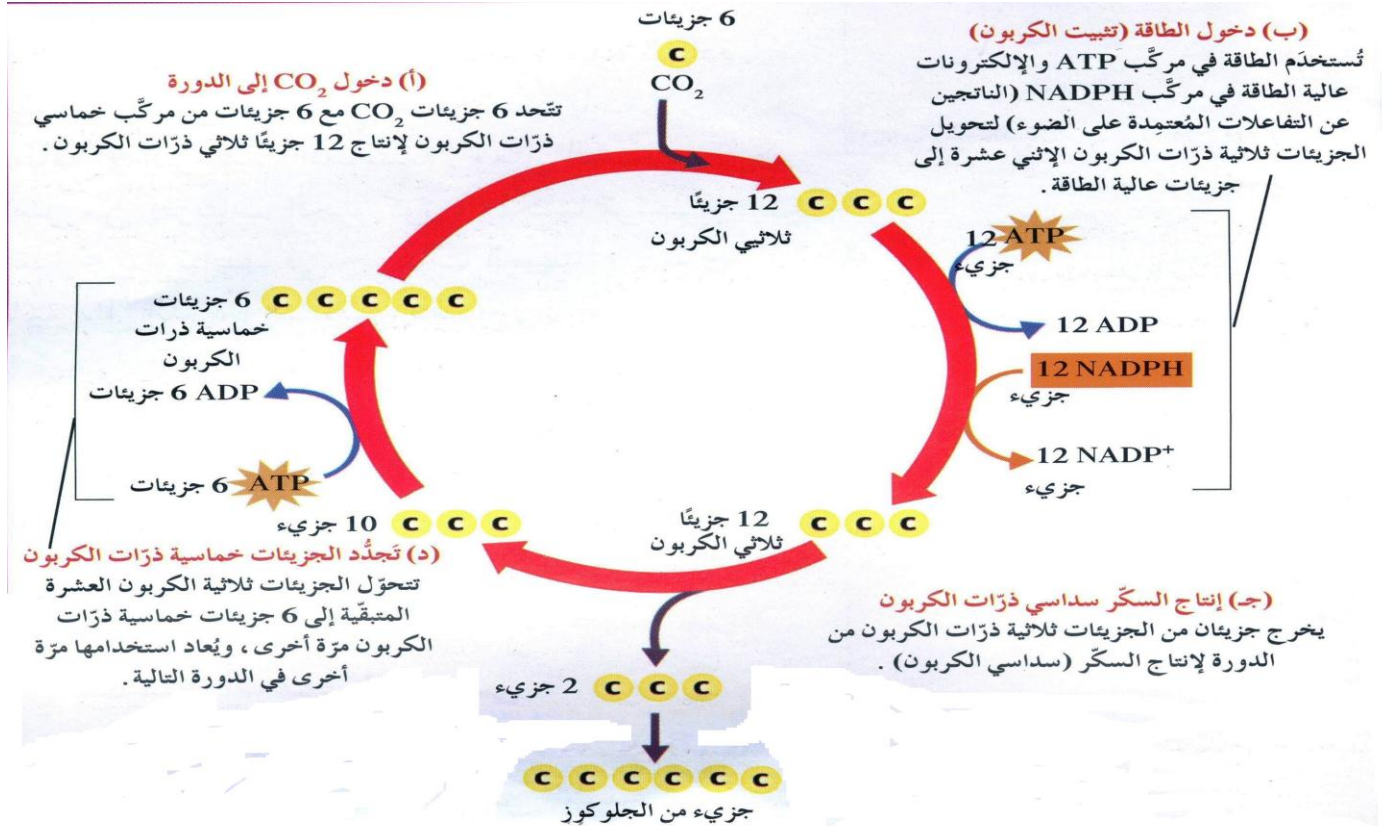 6 جزيئات
C
CO₂
(أ) دخول CO₂ إلى الدورة
تتّحد 6 جزيئات CO₂ مع 6 جزيئات من مركَّب خماسي
ذرّات الكربون لإنتاج 12 جزيئًا ثلاثي ذرّات الكربون.
(ب) دخول الطاقة (تثبيت الكربون)
تُستخدَم الطاقة في مركَّب ATP والإلكترونات
عالية الطاقة في مركَّب NADPH (الناتجين
عن التفاعلات المُعتمِدة على الضوء) لتحويل
الجزيئات ثلاثية ذرّات الكربون الإثني عشرة إلى
جزيئات عالية الطاقة.
12 جزيئًا C C C
ثلاثيي الكربون
12 ATP
جزيء
12 ADP
12 NADPH
جزيء
12 NADP⁺
جزيء
12 جزيئًا C C C
ثلاثي الكربون
(جـ) إنتاج السكّر سداسي ذرّات الكربون
يخرج جزيئان من الجزيئات ثلاثية ذرّات الكربون من
الدورة لإنتاج السكّر (سداسي الكربون).
2 جزيء C C C
C C C C C C
جزيء من الجلوكوز
10 جزيء C C C
(د) تَجدُّد الجزيئات خماسية ذرّات الكربون
تتحوّل الجزيئات ثلاثية الكربون العشرة
المتبقّية إلى 6 جزيئات خماسية ذرّات
الكربون مرّة أخرى، ويُعاد استخدامها مرّة
أخرى في الدورة التالية.
6 جزيئات ATP
6 جزيئات ADP
6 جزيئات C C C C C
خماسية ذرات
الكربون